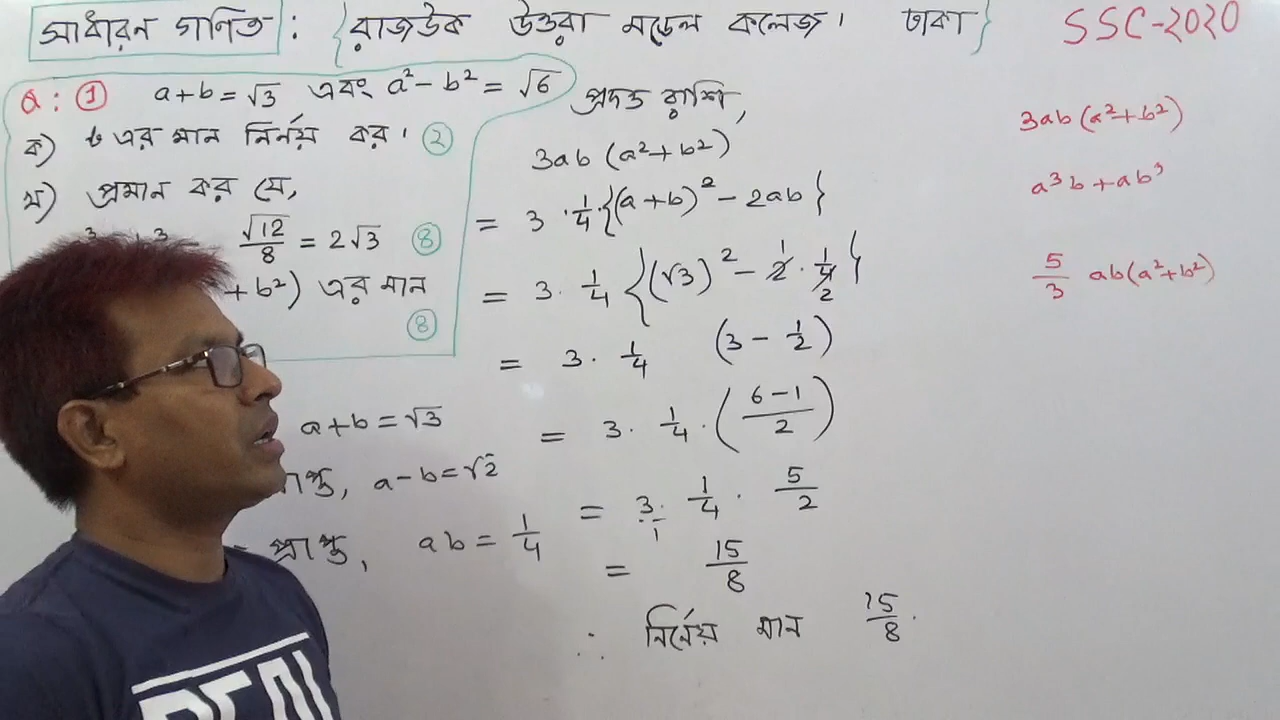 সাধারন গণিত : {রাজউক উত্তরা মডেল কলেজ। ঢাকা} SSC-2020
Q : ① a+b = √3 এবং a² - b² = √6
ক) b এর মান নির্নয় কর। ②
খ) প্রমান কর যে,
√12/8 = 2√3 ④
+ b²) এর মান
④
a+b = √3
প্রাপ্ত, a-b = √2
প্রাপ্ত, ab = 1/4
প্রদত্ত রাশি,
3ab (a²+b²)
= 3 · 1/4 · {(a+b)² - 2ab}
= 3 · 1/4 {(√3)² - 2 · 1/4}
= 3 · 1/4 (3 - 1/2)
= 3 · 1/4 · (6-1/2)
= 3/1 · 1/4 · 5/2
= 15/8
∴ নির্নেয় মান 15/8
3ab (a²+b²)
a³b + ab³
5/3 ab(a²+b²)
REAL